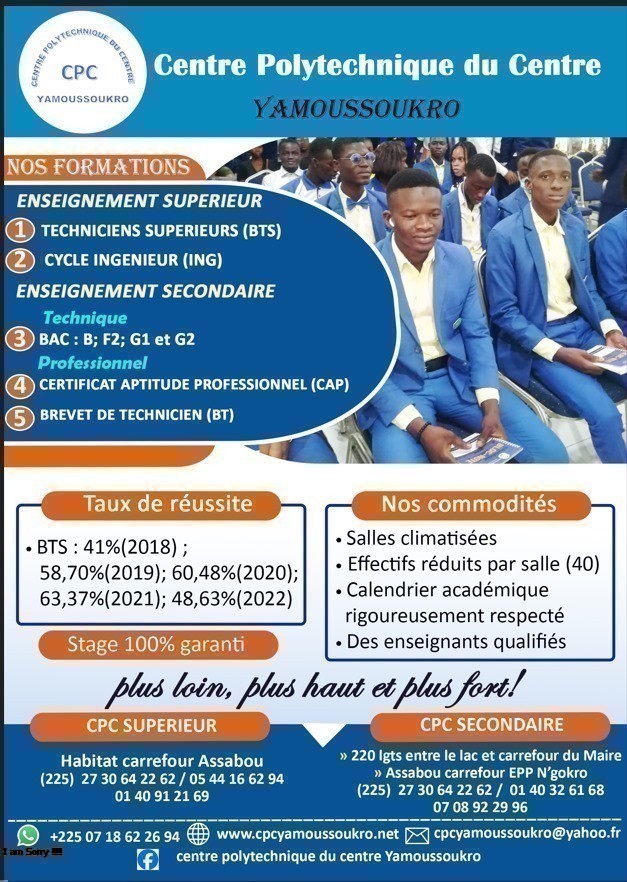 CENTRE POLYTECHNIQUE DU CENTRE
CPC
YAMOUSSOUKRO
Centre Polytechnique du Centre
YAMOUSSOUKRO
NOS FORMATIONS
ENSEIGNEMENT SUPERIEUR
1 TECHNICIENS SUPERIEURS (BTS)
2 CYCLE INGENIEUR (ING)
ENSEIGNEMENT SECONDAIRE
Technique
3 BAC : B; F2; G1 et G2
Professionnel
4 CERTIFICAT APTITUDE PROFESSIONNEL (CAP)
5 BREVET DE TECHNICIEN (BT)
Taux de réussite
• BTS : 41%(2018) ;
58,70%(2019); 60,48%(2020);
63,37%(2021); 48,63%(2022)
Stage 100% garanti
Nos commodités
• Salles climatisées
• Effectifs réduits par salle (40)
• Calendrier académique
rigoureusement respecté
• Des enseignants qualifiés
plus loin, plus haut et plus fort!
CPC SUPERIEUR
Habitat carrefour Assabou
(225) 27 30 64 22 62 / 05 44 16 62 94
01 40 91 21 69
CPC SECONDAIRE
» 220 lgts entre le lac et carrefour du Maire
» Assabou carrefour EPP N'gokro
(225) 27 30 64 22 62 / 01 40 32 61 68
07 08 92 29 96
+225 07 18 62 26 94 www.cpcyamoussoukro.net cpcyamoussoukro@yahoo.fr
I am Sony !!!!
centre polytechnique du centre Yamoussoukro